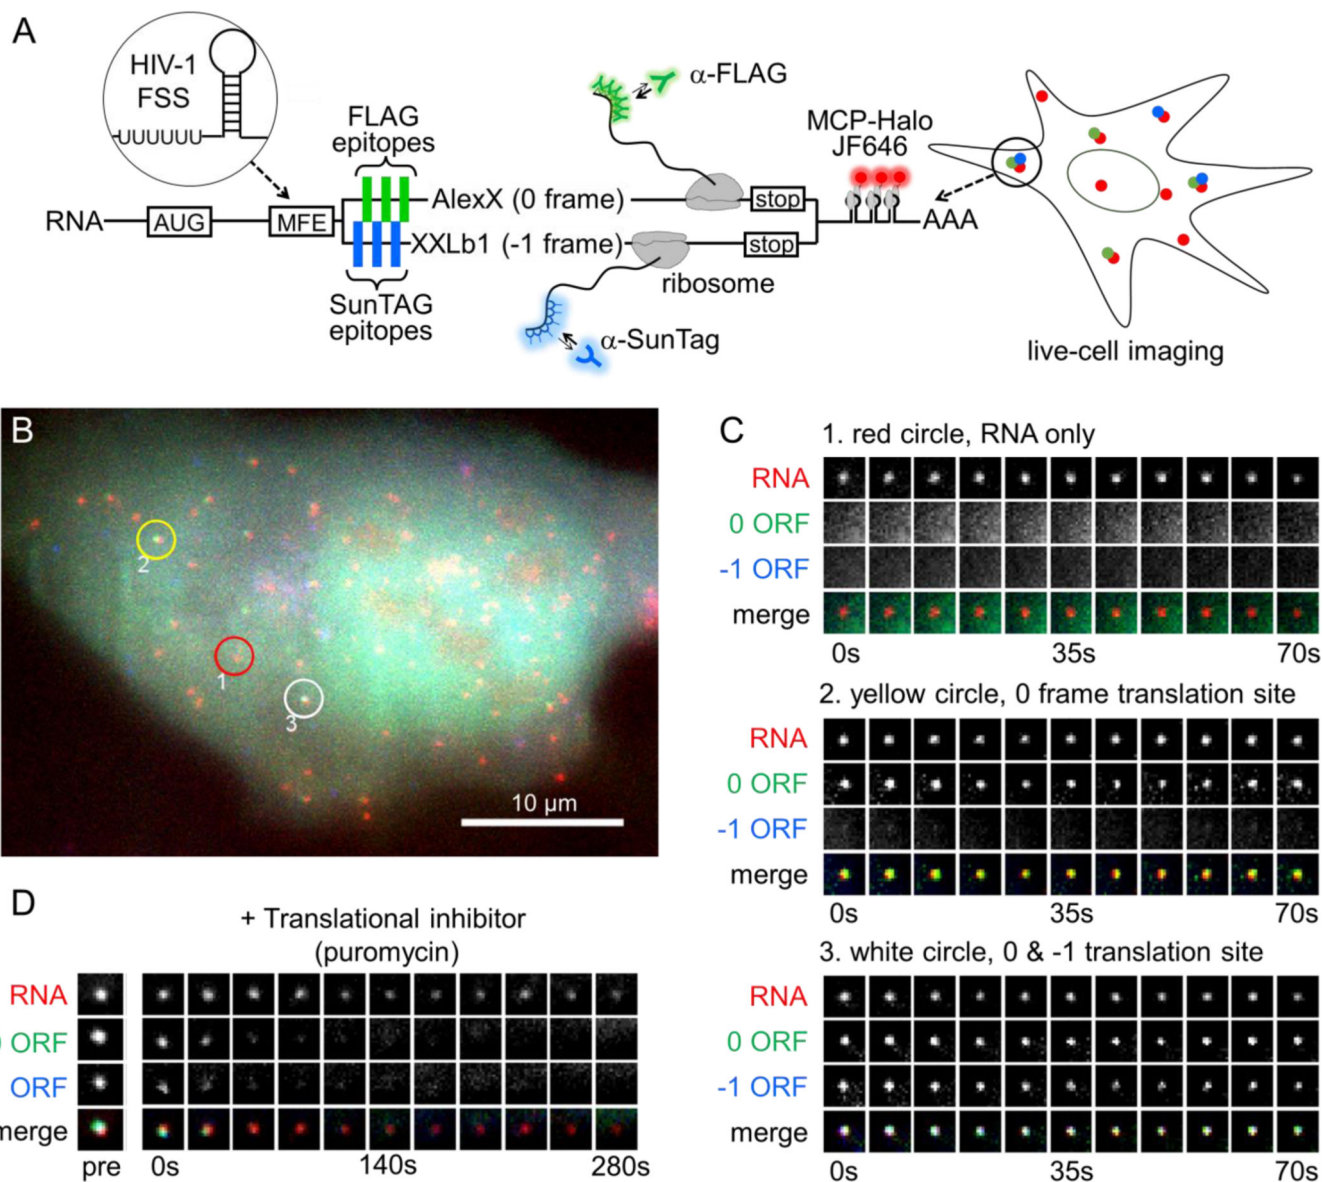 A
HIV-1
FSS
UUUUUU
FLAG
epitopes
α-FLAG
MCP-Halo
JF646
RNA
AUG
MFE
AlexX (0 frame)
stop
AAA
XXLb1 (-1 frame)
stop
SunTAG
epitopes
ribosome
α-SunTag
live-cell imaging
B
2
1
3
10 µm
C
1. red circle, RNA only
RNA
0 ORF
-1 ORF
merge
0s 35s 70s
2. yellow circle, 0 frame translation site
RNA
0 ORF
-1 ORF
merge
0s 35s 70s
3. white circle, 0 & -1 translation site
RNA
0 ORF
-1 ORF
merge
0s 35s 70s
D
+ Translational inhibitor
(puromycin)
RNA
ORF
ORF
merge
pre 0s 140s 280s